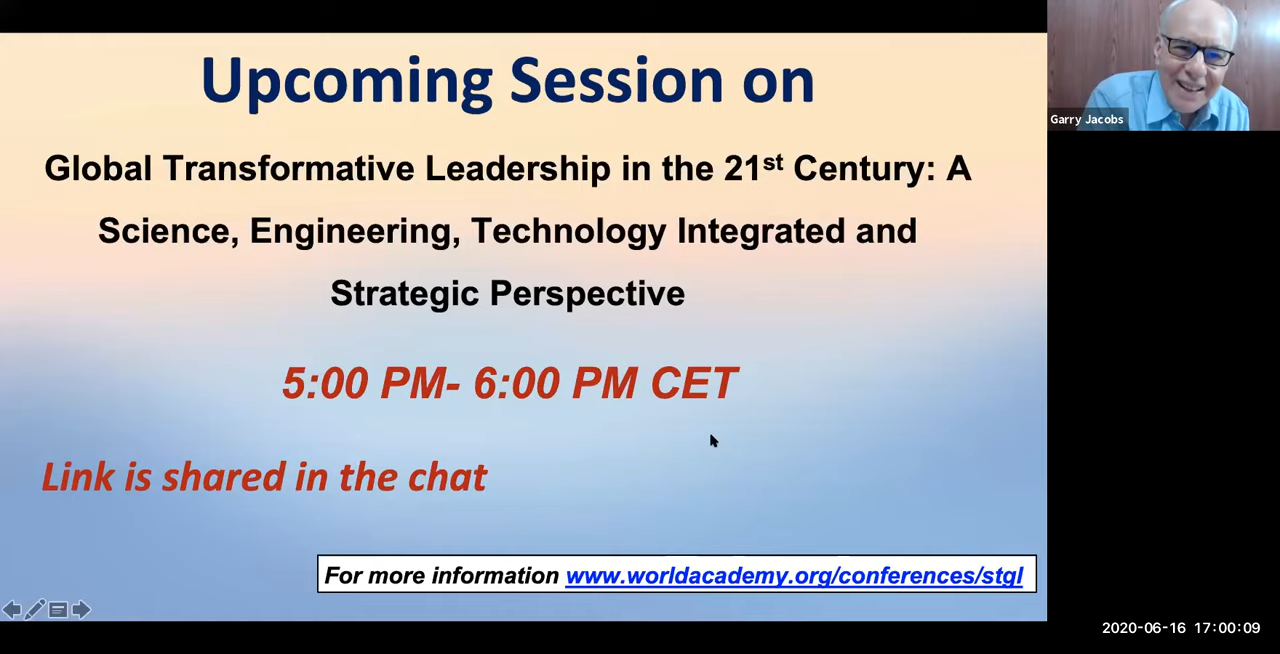 Upcoming Session on
Garry Jacobs
Global Transformative Leadership in the 21st Century: A
Science, Engineering, Technology Integrated and
Strategic Perspective
5:00 PM- 6:00 PM CET
Link is shared in the chat
For more information www.worldacademy.org/conferences/stgl
2020-06-16 17:00:09